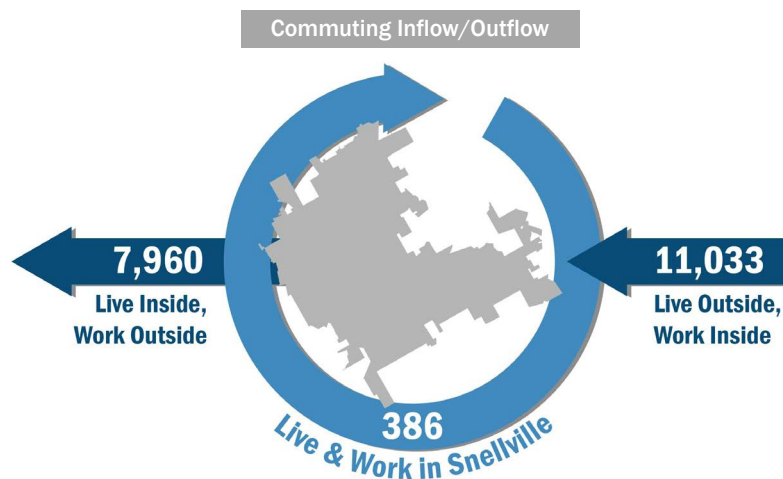 Commuting Inflow/Outflow
7,960
Live Inside,
Work Outside
11,033
Live Outside,
Work Inside
386
Live & Work in Snellville